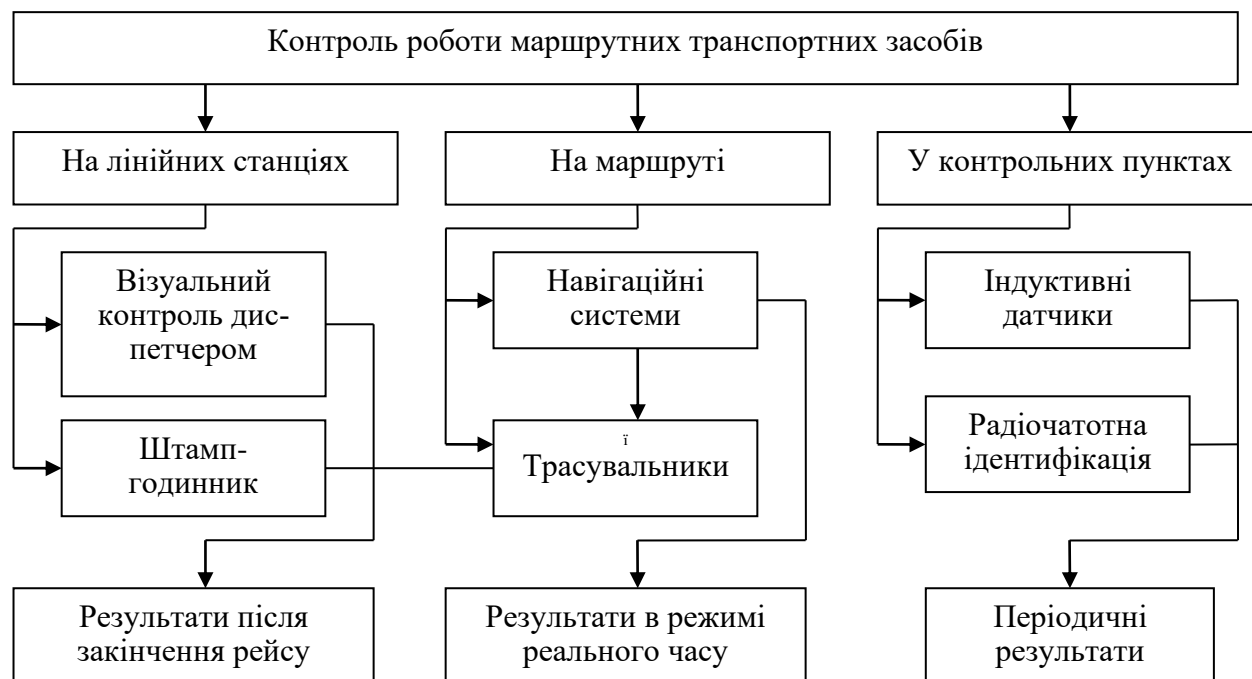 Контроль роботи маршрутних транспортних засобів
На лінійних станціях
На маршруті
У контрольних пунктах
Візуальний
контроль дис-
петчером
Навігаційні
системи
Індуктивні
датчики
Штамп-
годинник
ї
Трасувальники
Радіочатотна
ідентифікація
Результати після
закінчення рейсу
Результати в режимі
реального часу
Періодичні
результати